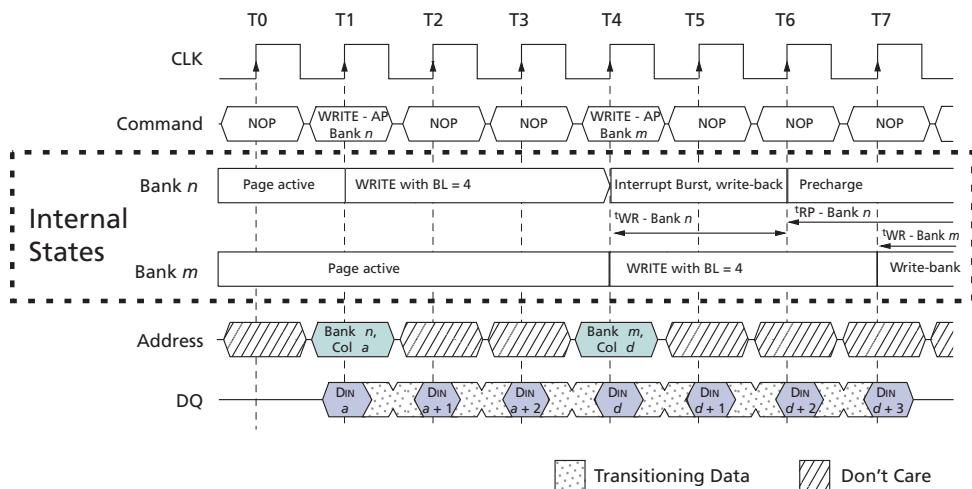 T0 T1 T2 T3 T4 T5 T6 T7
CLK
Command NOP WRITE - AP Bank n NOP NOP WRITE - AP Bank m NOP NOP NOP
Internal States
Bank n Page active WRITE with BL = 4 Interrupt Burst, write-back Precharge
tWR - Bank n tRP - Bank n
tWR - Bank m
Bank m Page active WRITE with BL = 4 Write-bank
Address Bank n, Col a Bank m, Col d
DQ DIN a DIN a + 1 DIN a + 2 DIN d DIN d + 1 DIN d + 2 DIN d + 3
Transitioning Data Don't Care